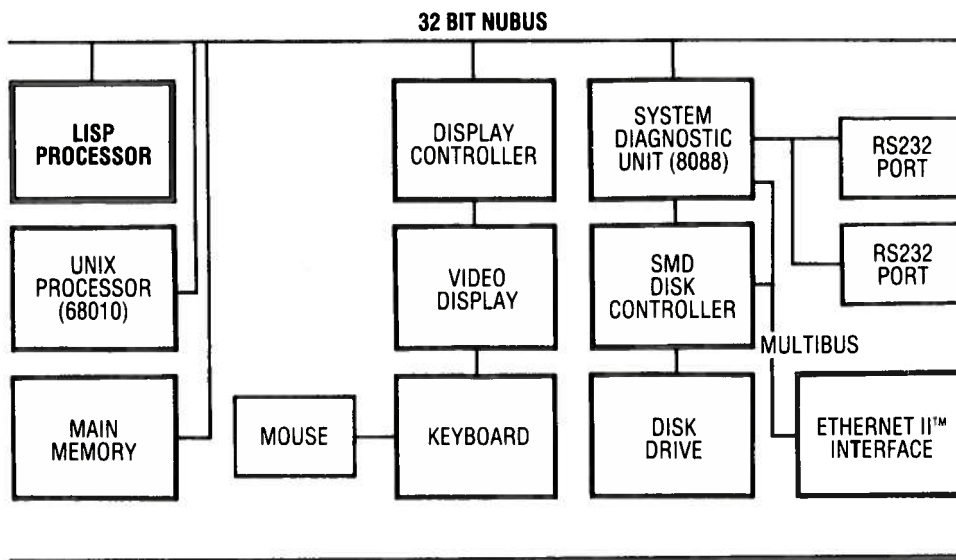 32 BIT NUBUS
LISP
PROCESSOR
DISPLAY
CONTROLLER
SYSTEM
DIAGNOSTIC
UNIT (8088)
RS232
PORT
UNIX
PROCESSOR
(68010)
VIDEO
DISPLAY
SMD
DISK
CONTROLLER
RS232
PORT
MULTIBUS
MAIN
MEMORY
MOUSE
KEYBOARD
DISK
DRIVE
ETHERNET II™
INTERFACE